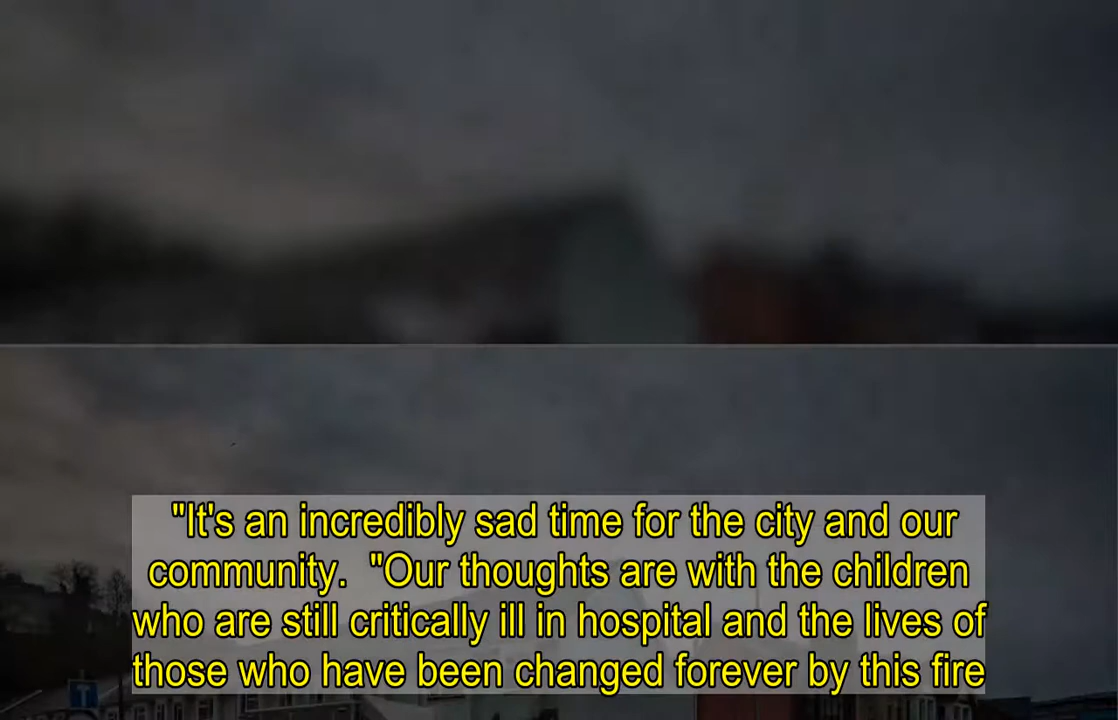 "It's an incredibly sad time for the city and our
community.  "Our thoughts are with the children
who are still critically ill in hospital and the lives of
those who have been changed forever by this fire